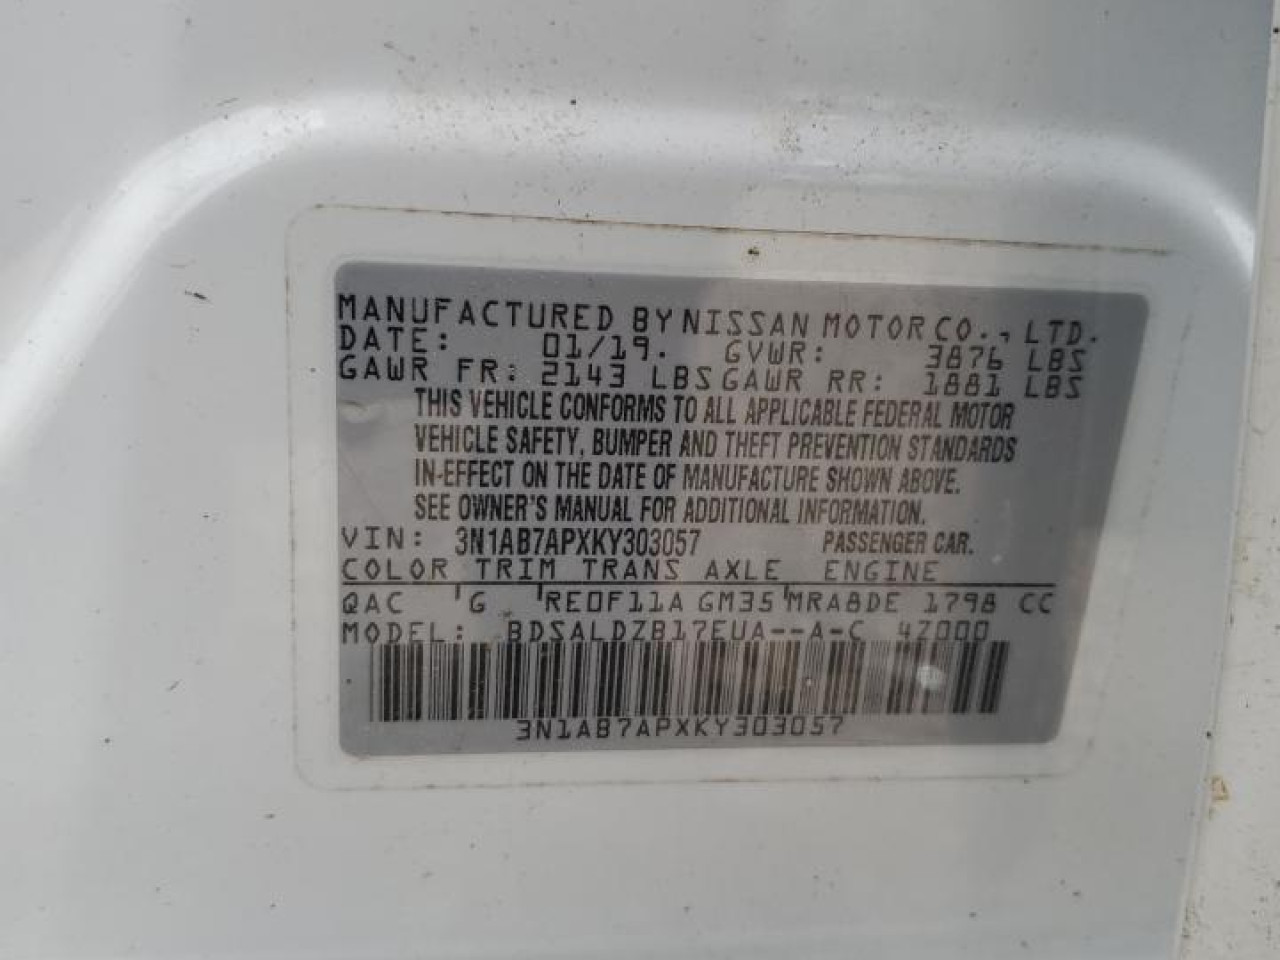 MANUFACTURED BY NISSAN MOTOR CO., LTD.
DATE: 01/19. GVWR: 3876 LBS
GAWR FR: 2143 LBS GAWR RR: 1881 LBS
THIS VEHICLE CONFORMS TO ALL APPLICABLE FEDERAL MOTOR
VEHICLE SAFETY, BUMPER AND THEFT PREVENTION STANDARDS
IN-EFFECT ON THE DATE OF MANUFACTURE SHOWN ABOVE.
SEE OWNER'S MANUAL FOR ADDITIONAL INFORMATION.
VIN: 3N1AB7APXKY303057 PASSENGER CAR.
COLOR TRIM TRANS AXLE ENGINE
QAC G RE0F11A GM35 MRA8DE 1798 CC
MODEL: BDSALDZB17EUA--A-C 4Z000
3N1AB7APXKY303057